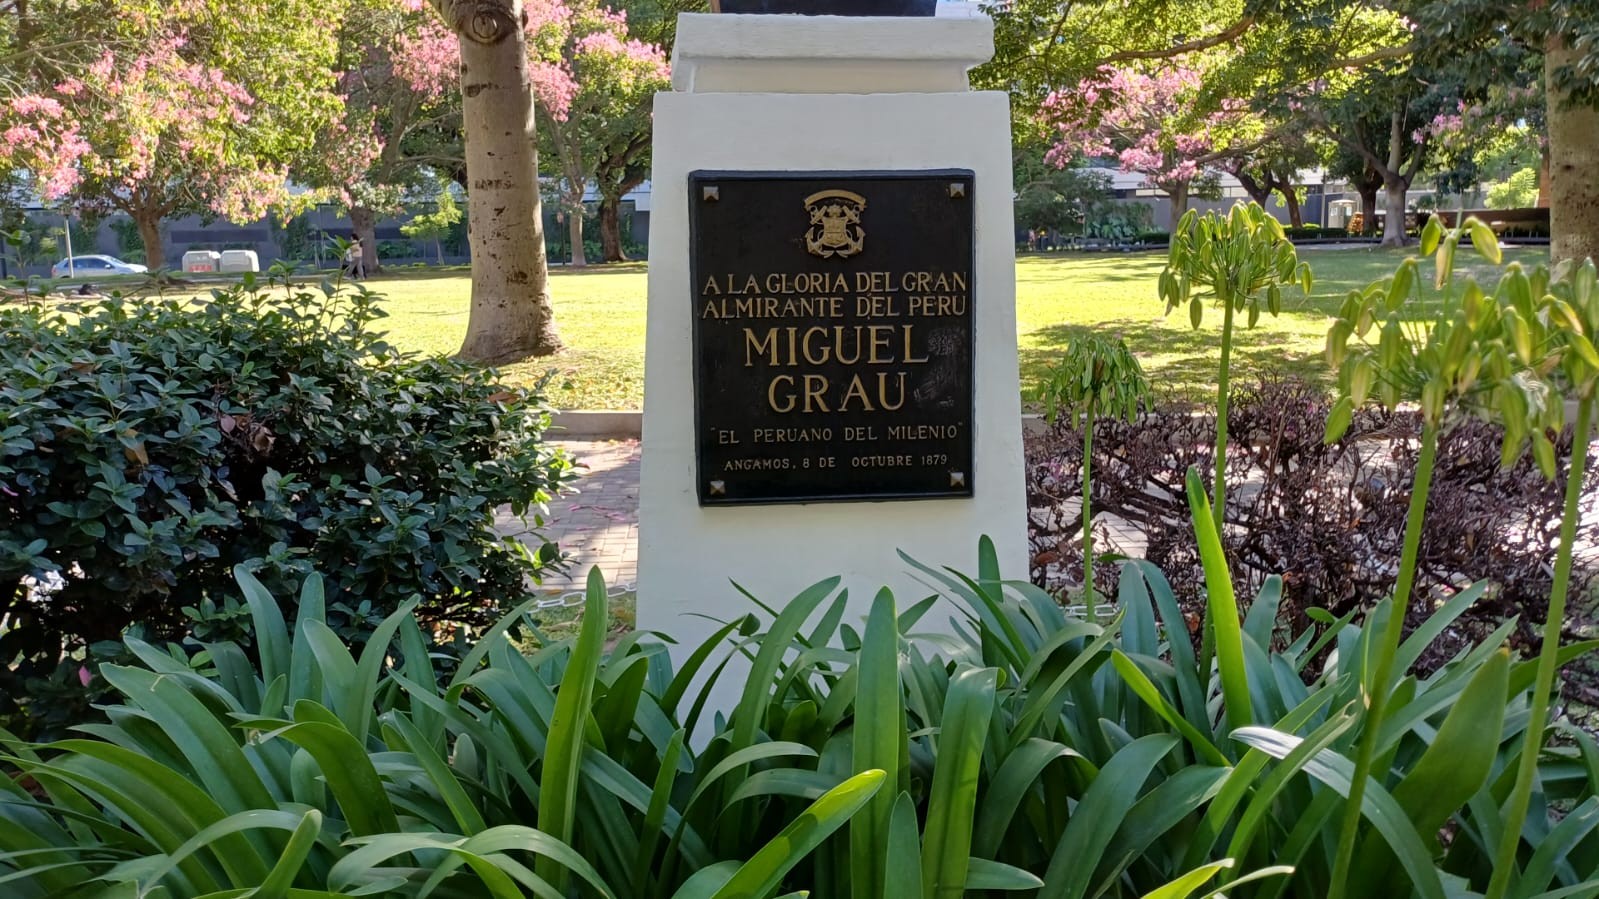 A LA GLORIA DEL GRAN
ALMIRANTE DEL PERU
MIGUEL
GRAU
"EL PERUANO DEL MILENIO"
ANGAMOS, 8 DE OCTUBRE 1879